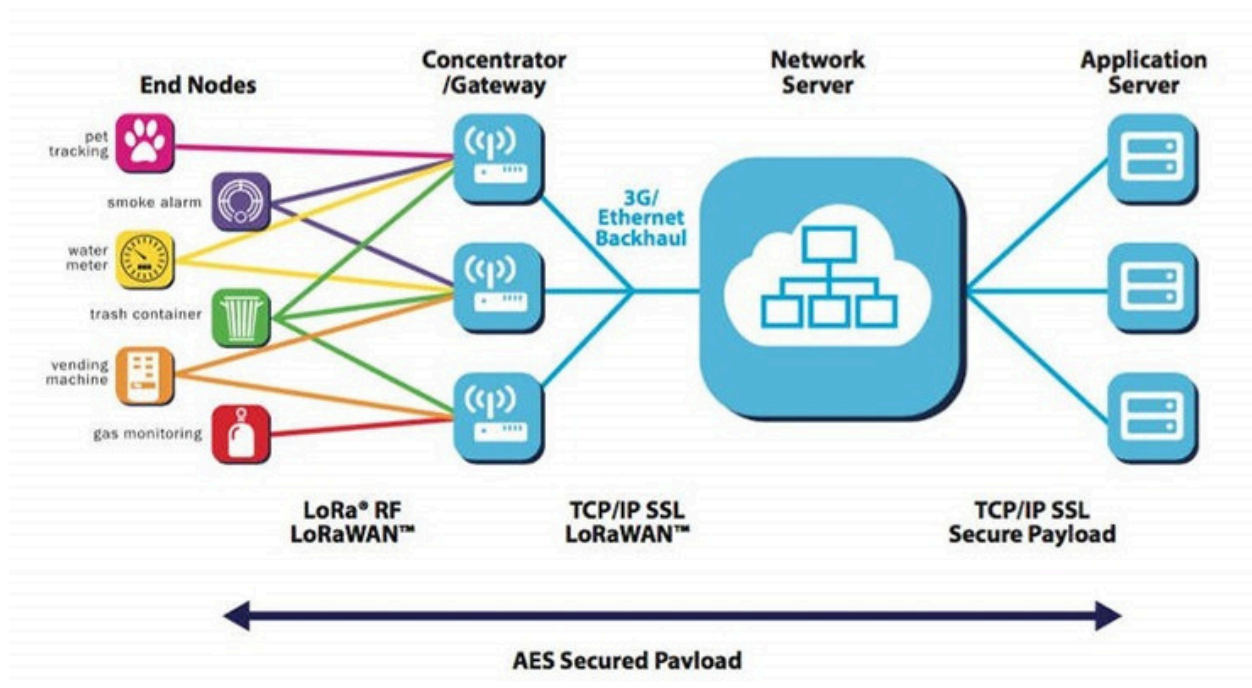 End Nodes
Concentrator
/Gateway
Network
Server
Application
Server
pet
tracking
smoke alarm
water
meter
trash container
vending
machine
gas monitoring
3G/
Ethernet
Backhaul
LoRa® RF
LoRaWAN™
TCP/IP SSL
LoRaWAN™
TCP/IP SSL
Secure Payload
AES Secured Pavload